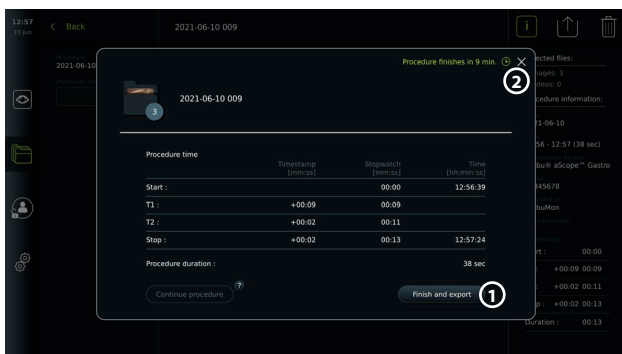 12:57
10 Jun
Back
2021-06-10 009
i
Procedure
2021-06-10
Procedure finishes in 9 min.
2
3
2021-06-10 009
Procedure time
Timestamp [mm:ss]
Stopwatch [mm:ss]
Time [hh:mm:ss]
Start : 00:00 12:56:39
T1 : +00:09 00:09
T2 : +00:02 00:11
Stop : +00:02 00:13 12:57:24
Procedure duration : 38 sec
Continue procedure
?
Finish and export
1
ected files:
ages: 3
deos: 0
cedure information:
21-06-10
56 - 12:57 (38 sec)
bu® aScope™ Gastro
345678
buMon
rt : 00:00
: +00:09 00:09
: +00:02 00:11
p : +00:02 00:13
Duration : 00:13